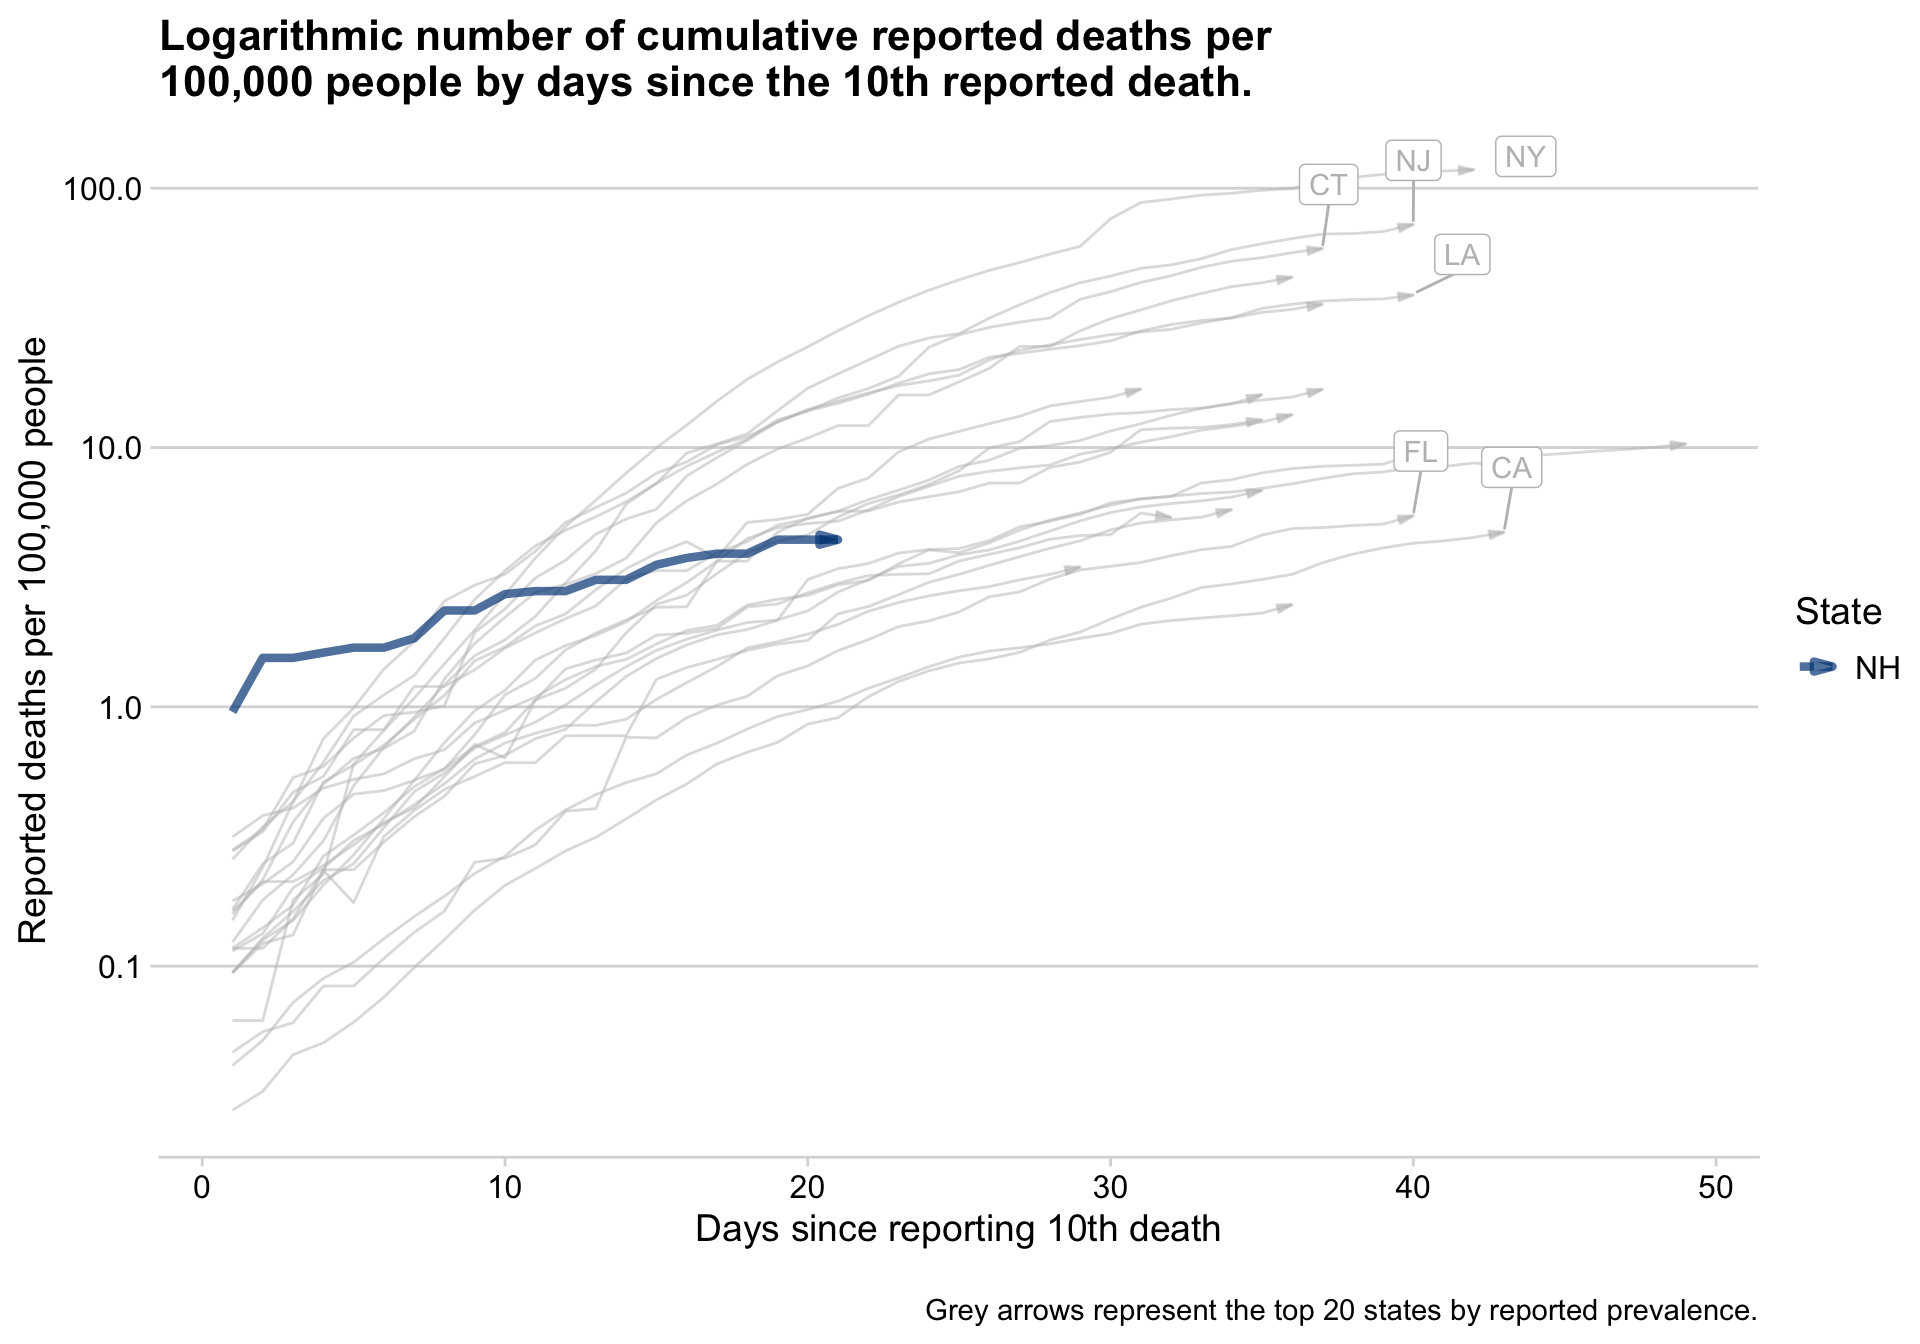 Logarithmic number of cumulative reported deaths per
100,000 people by days since the 10th reported death.
Reported deaths per 100,000 people
100.0
10.0
1.0
0.1
CT
NJ
NY
LA
FL
CA
State
NH
0 10 20 30 40 50
Days since reporting 10th death
Grey arrows represent the top 20 states by reported prevalence.